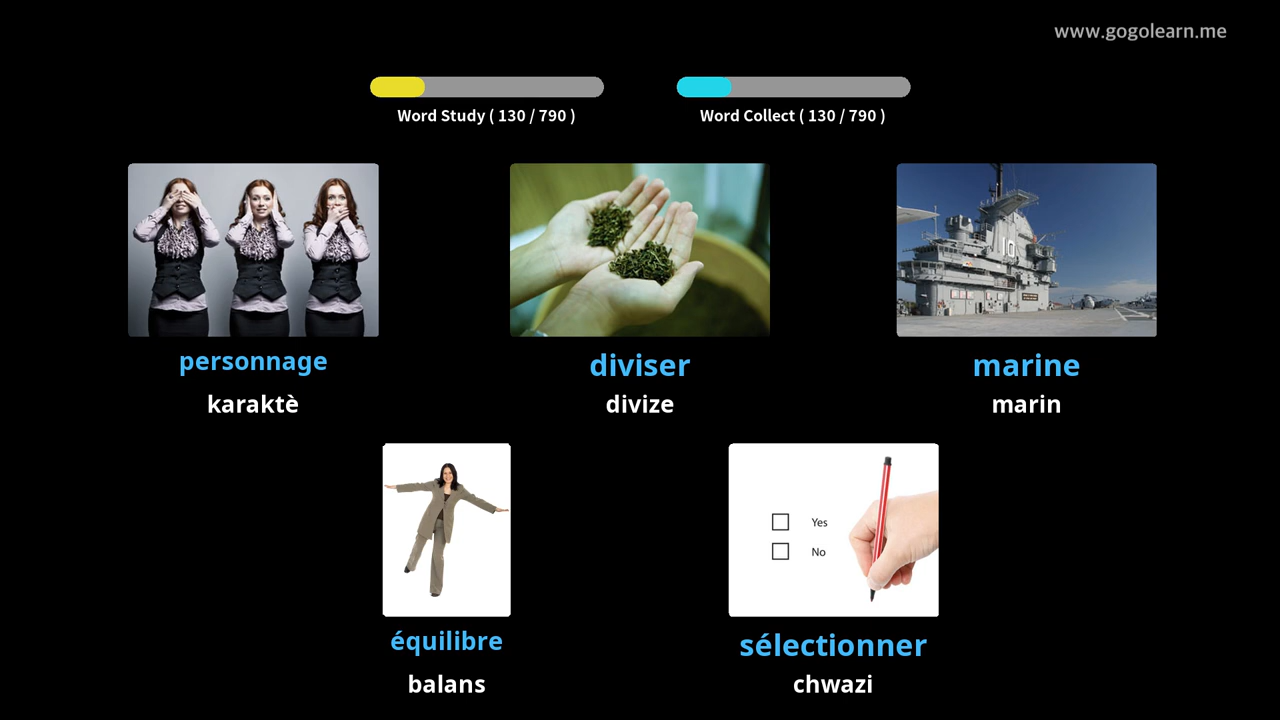 www.gogolearn.me
Word Study ( 130 / 790 )
Word Collect ( 130 / 790 )
10
personnage
diviser
marine
karaktè
divize
marin
Yes
No
équilibre
sélectionner
balans
chwazi